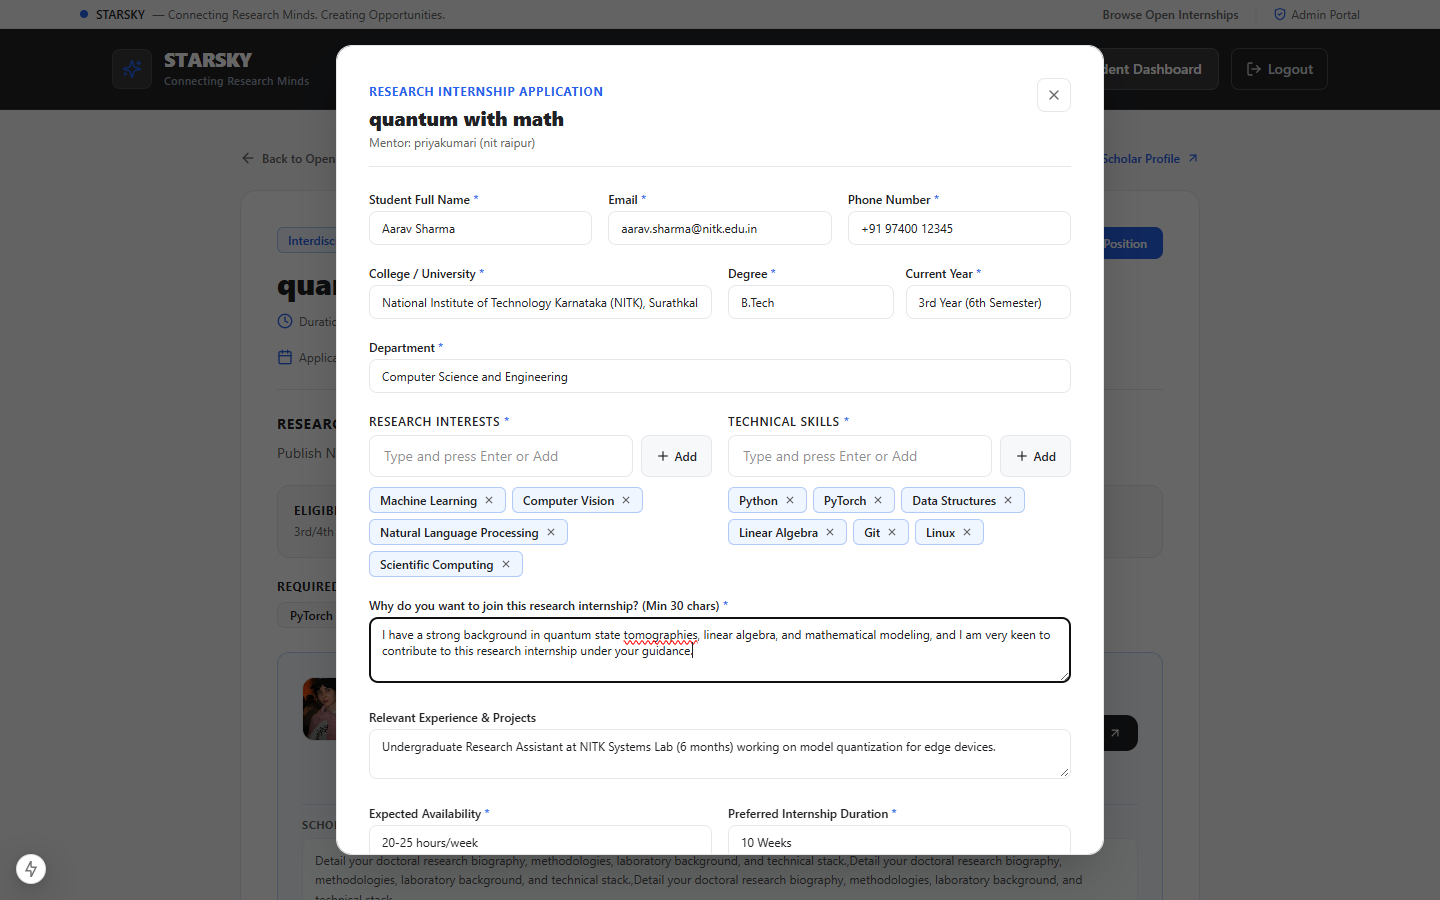 STARSKY — Connecting Research Minds. Creating Opportunities.
Browse Open Internships
Admin Portal
STARSKY
Connecting Research Minds
dent Dashboard
Logout
Back to Open
Scholar Profile
Interdisc
Position
quan
Duratio
Applica
RESEARC
Publish N
ELIGIBI
3rd/4th
REQUIRED
PyTorch
SCHOL
Detail your doctoral research biography, methodologies, laboratory background, and technical stack.,Detail your doctoral research biography,
methodologies, laboratory background, and technical stack.,Detail your doctoral research biography, methodologies, laboratory background, and
technical stack.
RESEARCH INTERNSHIP APPLICATION
quantum with math
Mentor: priyakumari (nit raipur)
Student Full Name * Email * Phone Number *
Aarav Sharma aarav.sharma@nitk.edu.in +91 97400 12345
College / University * Degree * Current Year *
National Institute of Technology Karnataka (NITK), Surathkal B.Tech 3rd Year (6th Semester)
Department *
Computer Science and Engineering
RESEARCH INTERESTS *
Type and press Enter or Add + Add
Machine Learning × Computer Vision ×
Natural Language Processing ×
Scientific Computing ×
TECHNICAL SKILLS *
Type and press Enter or Add + Add
Python × PyTorch × Data Structures ×
Linear Algebra × Git × Linux ×
Why do you want to join this research internship? (Min 30 chars) *
I have a strong background in quantum state tomographies, linear algebra, and mathematical modeling, and I am very keen to
contribute to this research internship under your guidance.
Relevant Experience & Projects
Undergraduate Research Assistant at NITK Systems Lab (6 months) working on model quantization for edge devices.
Expected Availability * Preferred Internship Duration *
20-25 hours/week 10 Weeks